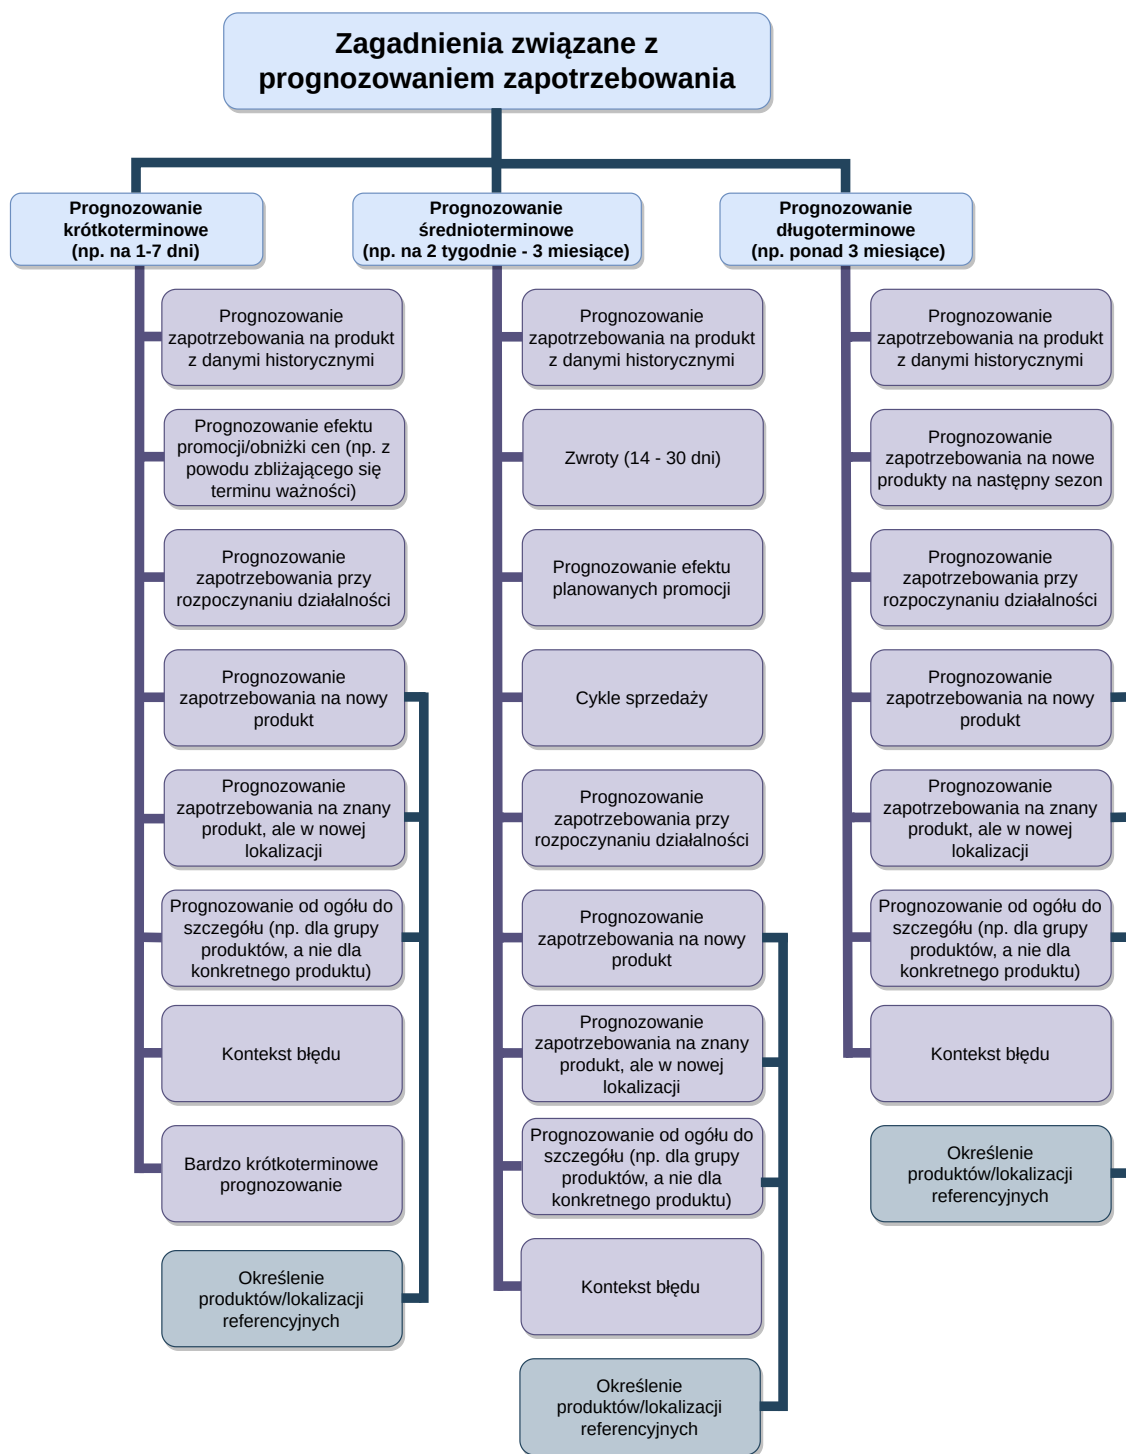 Zagadnienia związane z
prognozowaniem zapotrzebowania
Prognozowanie
krótkoterminowe
(np. na 1-7 dni)
Prognozowanie
zapotrzebowania na produkt
z danymi historycznymi
Prognozowanie efektu
promocji/obniżki cen (np. z
powodu zbliżającego się
terminu ważności)
Prognozowanie
zapotrzebowania przy
rozpoczynaniu działalności
Prognozowanie
zapotrzebowania na nowy
produkt
Prognozowanie
zapotrzebowania na znany
produkt, ale w nowej
lokalizacji
Prognozowanie od ogółu do
szczegółu (np. dla grupy
produktów, a nie dla
konkretnego produktu)
Kontekst błędu
Bardzo krótkoterminowe
prognozowanie
Określenie
produktów/lokalizacji
referencyjnych
Prognozowanie
średnioterminowe
(np. na 2 tygodnie - 3 miesiące)
Prognozowanie
zapotrzebowania na produkt
z danymi historycznymi
Zwroty (14 - 30 dni)
Prognozowanie efektu
planowanych promocji
Cykle sprzedaży
Prognozowanie
zapotrzebowania przy
rozpoczynaniu działalności
Prognozowanie
zapotrzebowania na nowy
produkt
Prognozowanie
zapotrzebowania na znany
produkt, ale w nowej
lokalizacji
Prognozowanie od ogółu do
szczegółu (np. dla grupy
produktów, a nie dla
konkretnego produktu)
Kontekst błędu
Określenie
produktów/lokalizacji
referencyjnych
Prognozowanie
długoterminowe
(np. ponad 3 miesiące)
Prognozowanie
zapotrzebowania na produkt
z danymi historycznymi
Prognozowanie
zapotrzebowania na nowe
produkty na następny sezon
Prognozowanie
zapotrzebowania przy
rozpoczynaniu działalności
Prognozowanie
zapotrzebowania na nowy
produkt
Prognozowanie
zapotrzebowania na znany
produkt, ale w nowej
lokalizacji
Prognozowanie od ogółu do
szczegółu (np. dla grupy
produktów, a nie dla
konkretnego produktu)
Kontekst błędu
Określenie
produktów/lokalizacji
referencyjnych